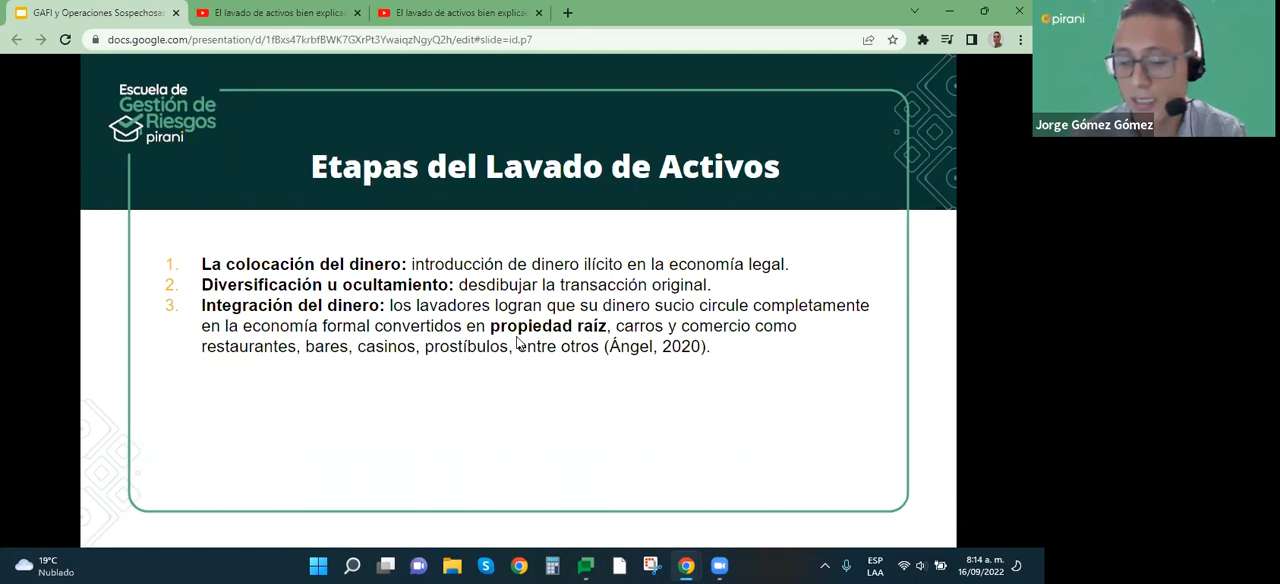 GAFI y Operaciones Sospechosas
El lavado de activos bien explica
El lavado de activos bien explica
docs.google.com/presentation/d/1fBxs47krbfBWK7GXrPt3YwaiqzNgyQ2h/edit#slide=id.p7
pirani
Jorge Gómez Gómez
Escuela de
Gestión de
Riesgos
pirani
Etapas del Lavado de Activos
1. La colocación del dinero: introducción de dinero ilícito en la economía legal.
2. Diversificación u ocultamiento: desdibujar la transacción original.
3. Integración del dinero: los lavadores logran que su dinero sucio circule completamente
en la economía formal convertidos en propiedad raíz, carros y comercio como
restaurantes, bares, casinos, prostíbulos, entre otros (Ángel, 2020).
19°C
Nublado
ESP
LAA
8:14 a. m.
16/09/2022